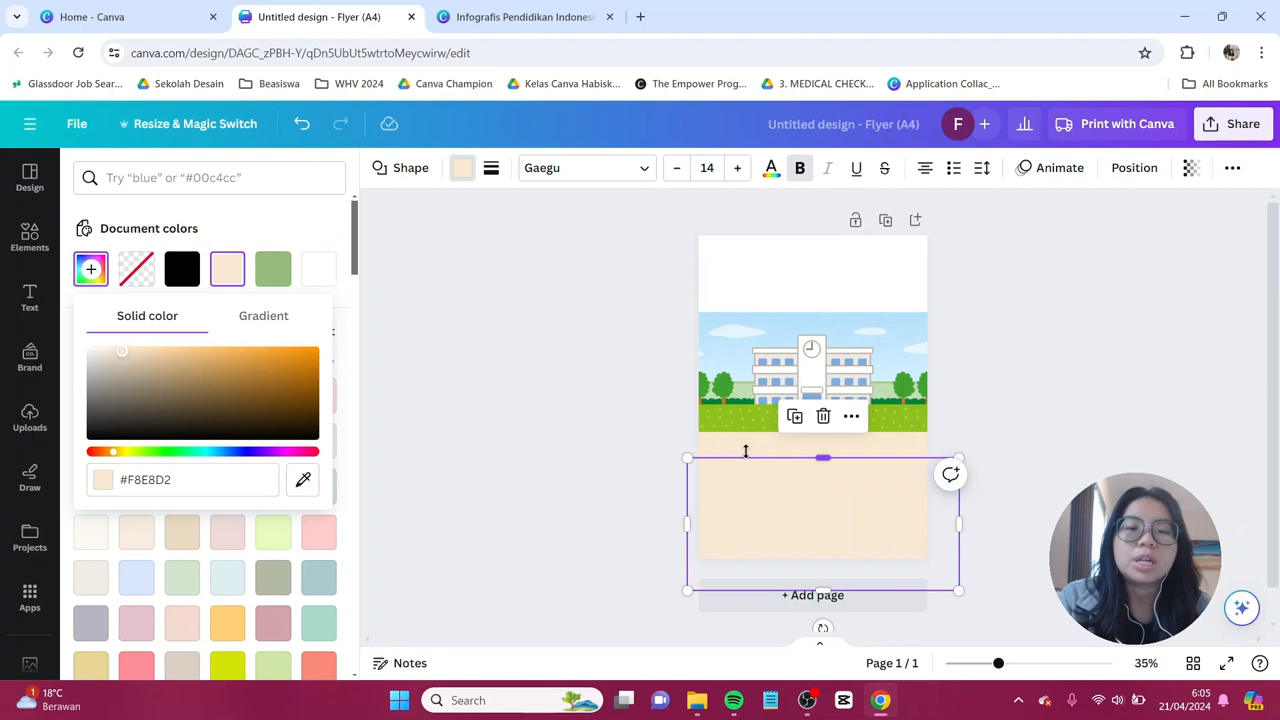 Home - Canva
Untitled design - Flyer (A4)
Infografis Pendidikan Indonesi
canva.com/design/DAGC_zPBH-Y/qDn5UbUt5wtrtoMeycwirw/edit
Glassdoor Job Sear...
Sekolah Desain
Beasiswa
WHV 2024
Canva Champion
Kelas Canva Habisk...
The Empower Prog...
3. MEDICAL CHECK...
Application Collac_...
All Bookmarks
File
Resize & Magic Switch
Untitled design - Flyer (A4)
F
Print with Canva
Share
Design
Elements
Text
Brand
Uploads
Draw
Projects
Apps
Try “blue” or “#00c4cc”
Document colors
Solid color
Gradient
#F8E8D2
Shape
Gaegu
14
A
B
I
U
S
Animate
Position
+ Add page
Notes
Page 1 / 1
35%
1
18°C
Berawan
Search
6:05
21/04/2024